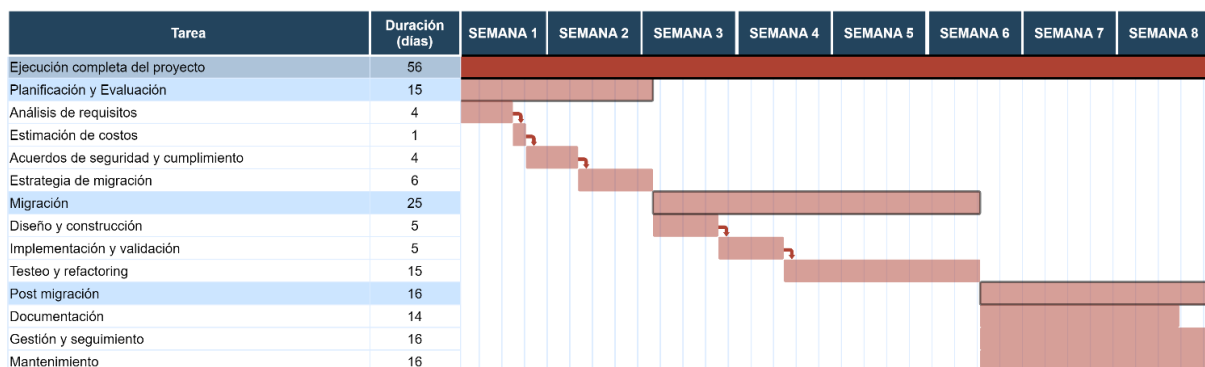 Tarea Duración (días) SEMANA 1 SEMANA 2 SEMANA 3 SEMANA 4 SEMANA 5 SEMANA 6 SEMANA 7 SEMANA 8
Ejecución completa del proyecto 56
Planificación y Evaluación 15
Análisis de requisitos 4
Estimación de costos 1
Acuerdos de seguridad y cumplimiento 4
Estrategia de migración 6
Migración 25
Diseño y construcción 5
Implementación y validación 5
Testeo y refactoring 15
Post migración 16
Documentación 14
Gestión y seguimiento 16
Mantenimiento 16